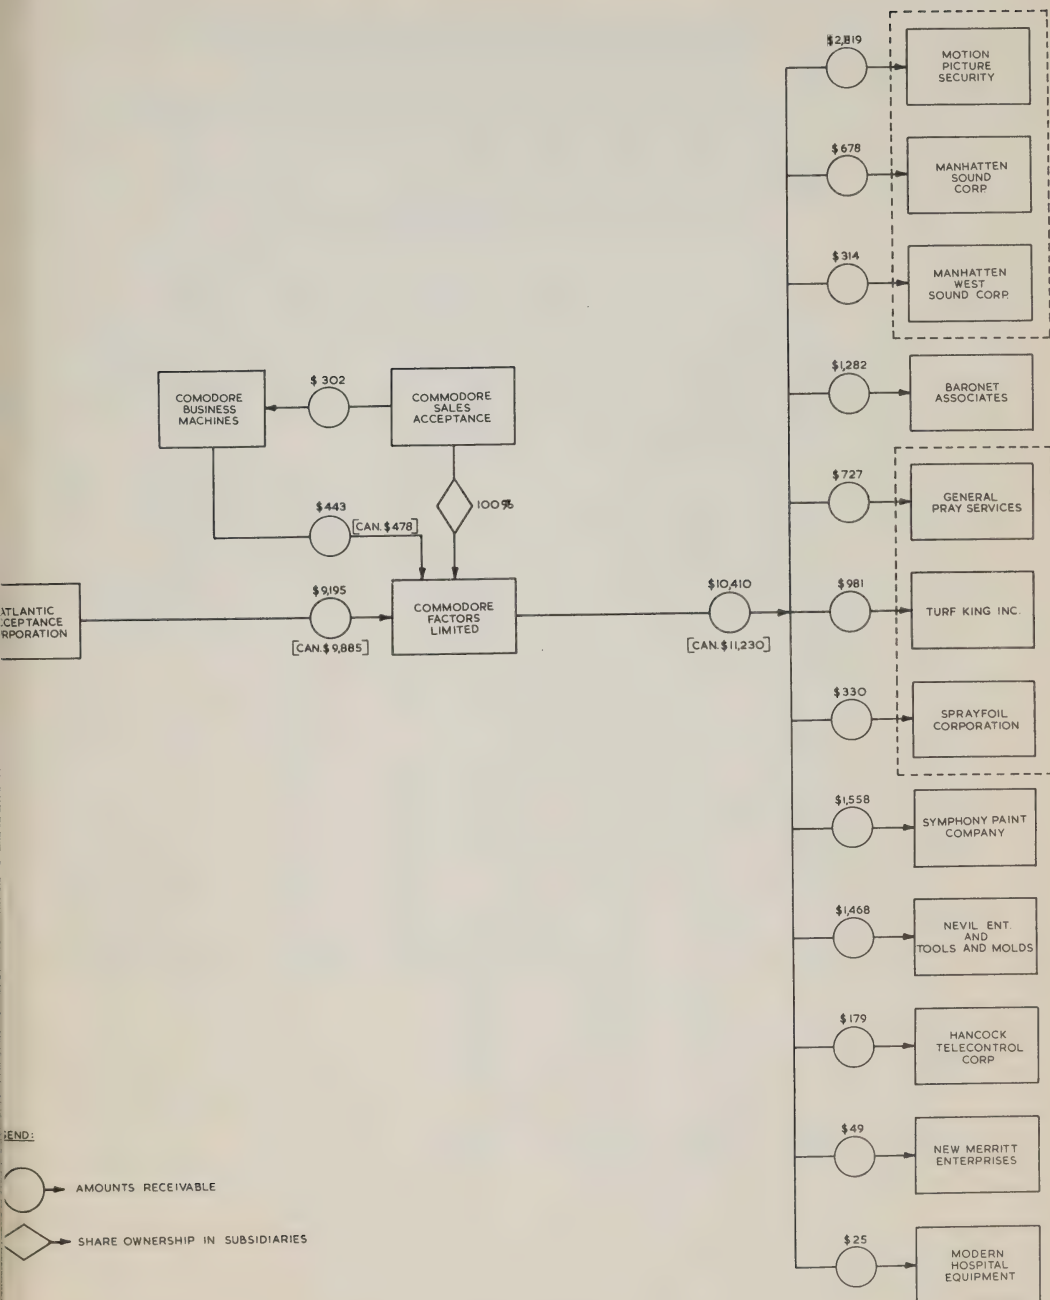 $2,819
MOTION
PICTURE
SECURITY
$678
MANHATTEN
SOUND
CORP.
$314
MANHATTEN
WEST
SOUND CORP.
$1,282
BARONET
ASSOCIATES
$727
GENERAL
PRAY SERVICES
$981
TURF KING INC.
$330
SPRAYFOIL
CORPORATION
$1,558
SYMPHONY PAINT
COMPANY
$1,468
NEVIL ENT.
AND
TOOLS AND MOLDS
$179
HANCOCK
TELECONTROL
CORP
$49
NEW MERRITT
ENTERPRISES
$25
MODERN
HOSPITAL
EQUIPMENT
COMODORE
BUSINESS
MACHINES
$302
COMMODORE
SALES
ACCEPTANCE
100%
$443
[CAN.$478]
ATLANTIC
CCEPTANCE
RPORATION
$9,195
[CAN.$9,885]
COMMODORE
FACTORS
LIMITED
$10,410
[CAN.$11,230]
GEND:
AMOUNTS RECEIVABLE
SHARE OWNERSHIP IN SUBSIDIARIES